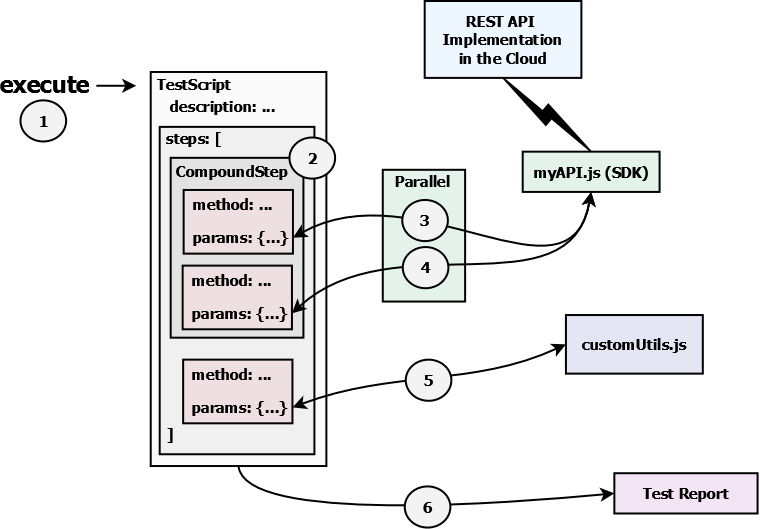 REST API
Implementation
in the Cloud
execute
1
TestScript
description: ...
steps: [
2
CompoundStep
method: ...
params: {...}
method: ...
params: {...}
method: ...
params: {...}
]
Parallel
3
4
myAPI.js (SDK)
customUtils.js
5
6
Test Report